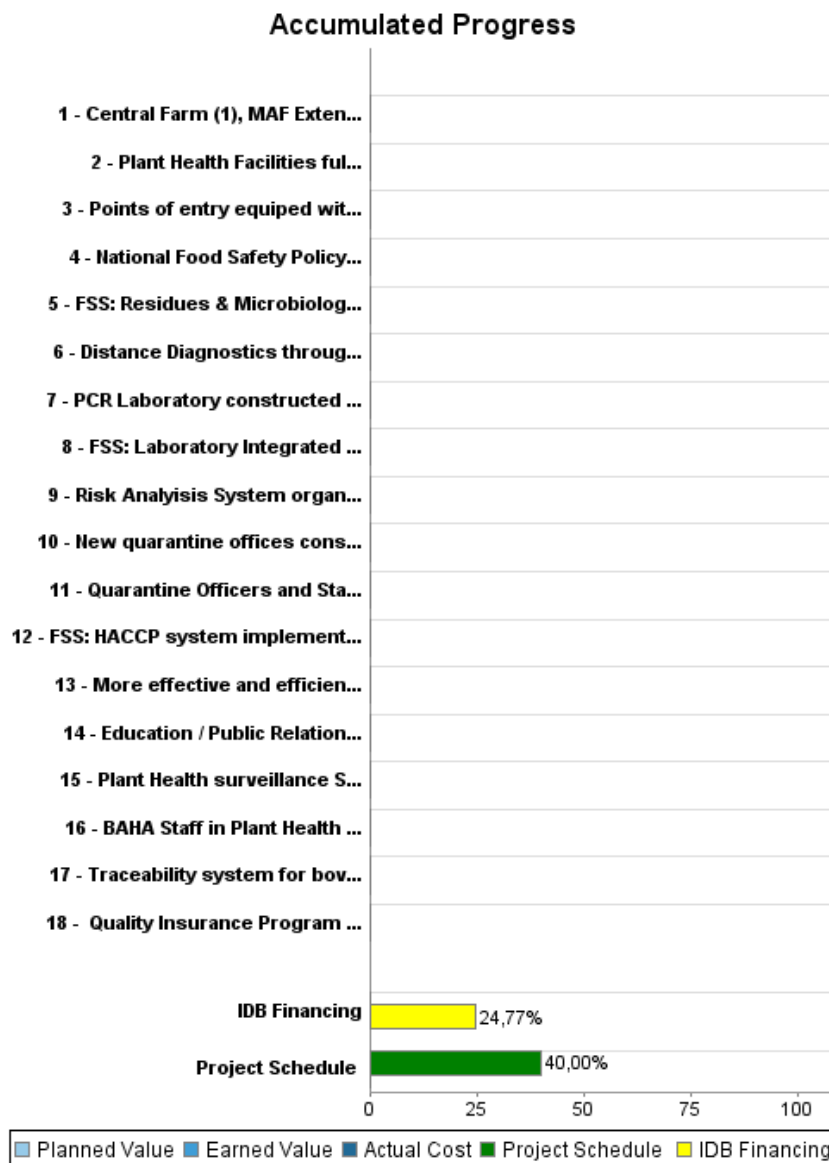 Accumulated Progress
1 - Central Farm (1), MAF Exten...
2 - Plant Health Facilities ful...
3 - Points of entry equiped wit...
4 - National Food Safety Policy...
5 - FSS: Residues & Microbiolog...
6 - Distance Diagnostics throug...
7 - PCR Laboratory constructed ...
8 - FSS: Laboratory Integrated ...
9 - Risk Analyisis System organ...
10 - New quarantine offices cons...
11 - Quarantine Officers and Sta...
12 - FSS: HACCP system implement...
13 - More effective and efficien...
14 - Education / Public Relation...
15 - Plant Health surveillance S...
16 - BAHA Staff in Plant Health ...
17 - Traceability system for bov...
18 - Quality Insurance Program ...
IDB Financing 24,77%
Project Schedule 40,00%
0 25 50 75 100
Planned Value Earned Value Actual Cost Project Schedule IDB Financing